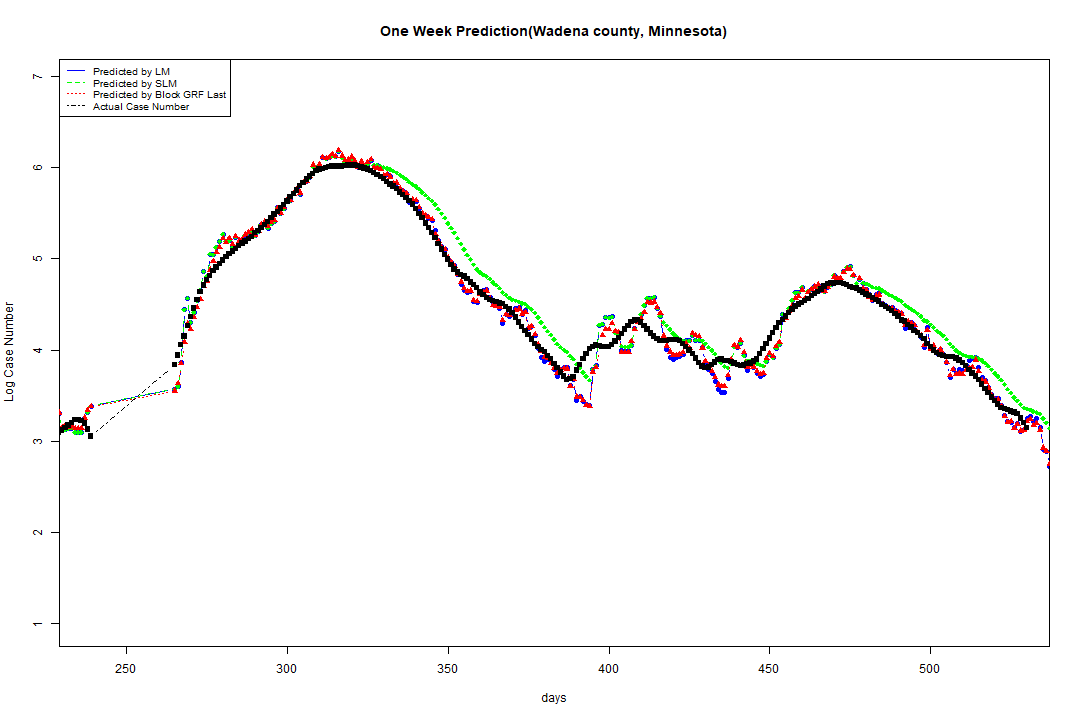 One Week Prediction(Wadena county, Minnesota)
Predicted by LM
Predicted by SLM
Predicted by Block GRF Last
Actual Case Number
7
6
5
4
3
2
1
Log Case Number
250 300 350 400 450 500
days